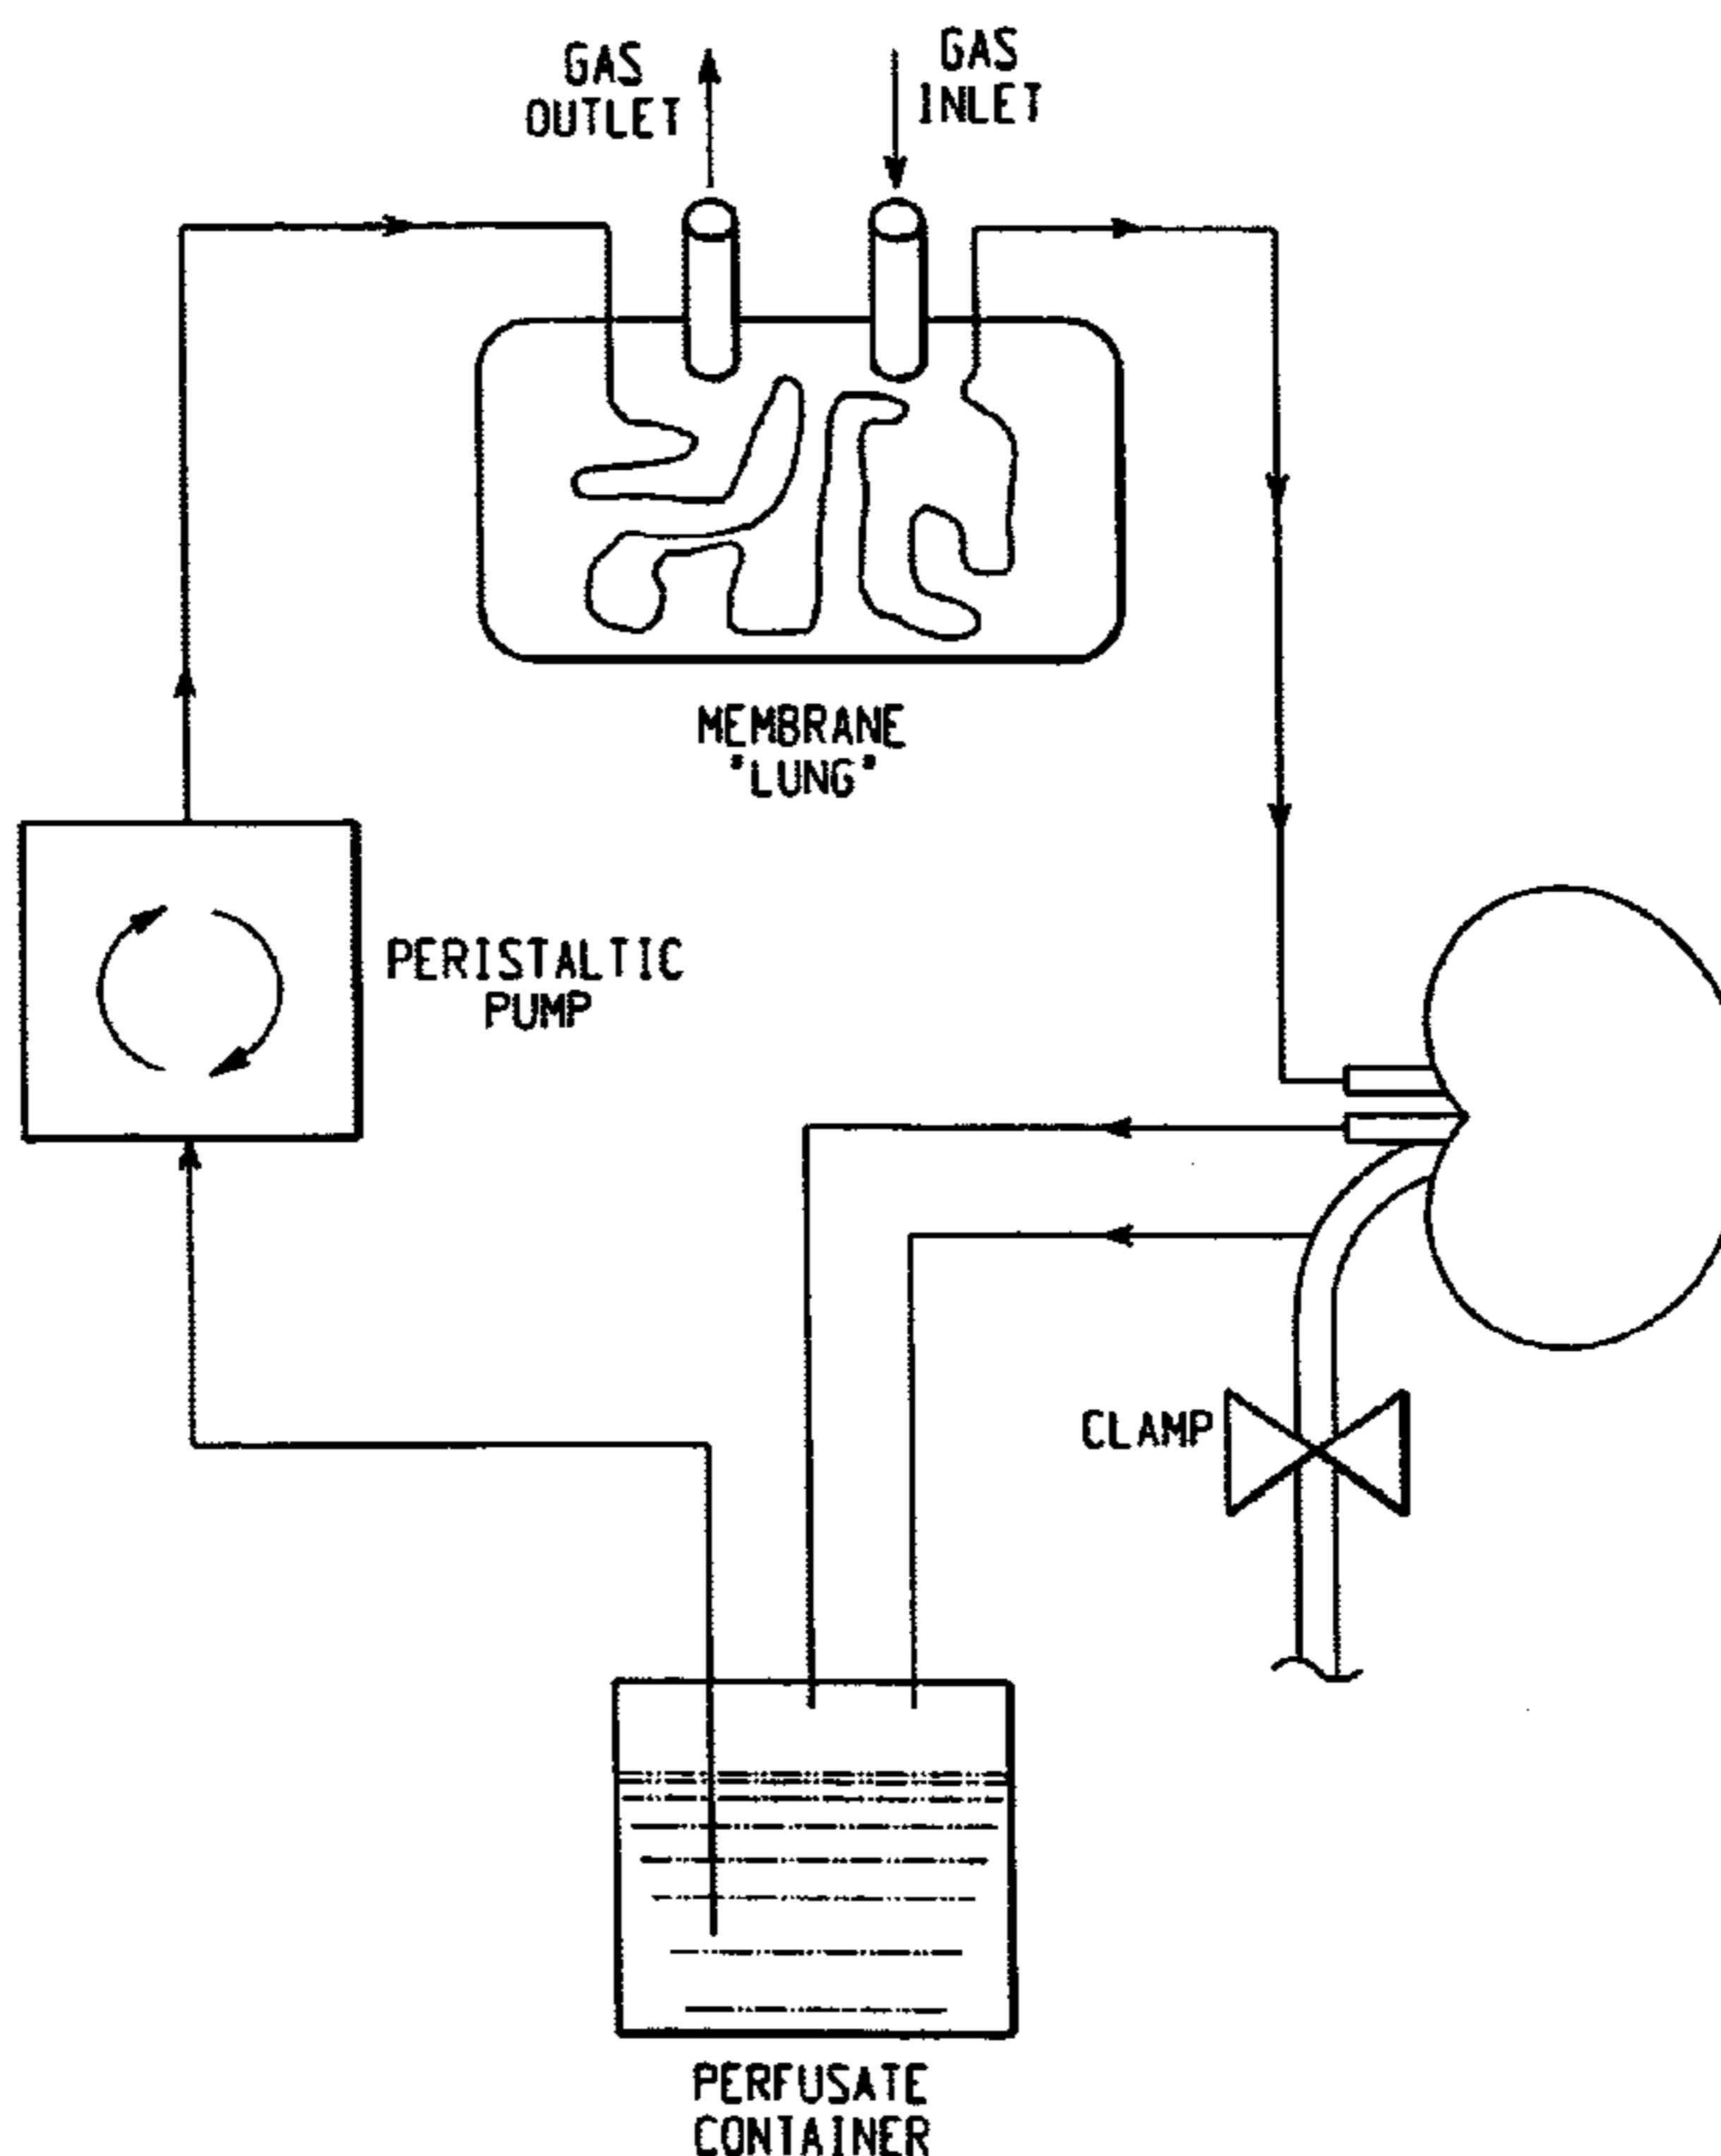 GAS
OUTLET
GAS
INLET
MEMBRANE
"LUNG"
PERISTALTIC
PUMP
CLAMP
PERFUSATE
CONTAINER